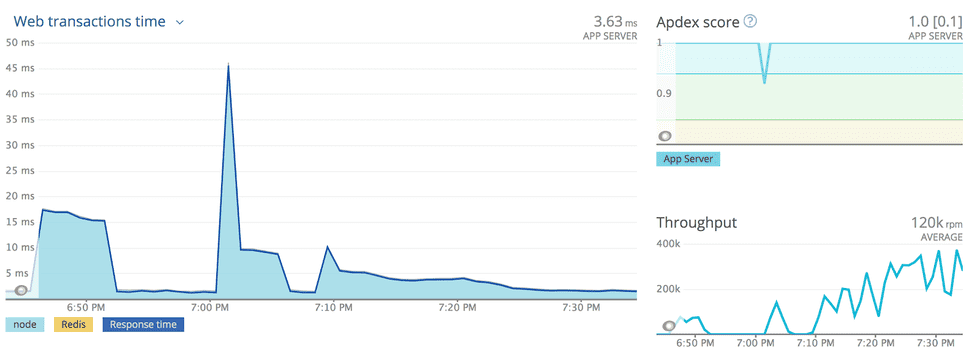 Web transactions time
3.63 ms
APP SERVER
50 ms
45 ms
40 ms
35 ms
30 ms
25 ms
20 ms
15 ms
10 ms
5 ms
6:50 PM 7:00 PM 7:10 PM 7:20 PM 7:30 PM
node Redis Response time
Apdex score ?
1.0 [0.1]
APP SERVER
1
0.9
App Server
Throughput
120k rpm
AVERAGE
400k
200k
6:50 PM 7:00 PM 7:10 PM 7:20 PM 7:30 PM